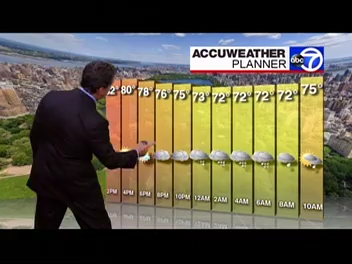 ACCUWEATHER
PLANNER
abc 7
80° 78° 76° 75° 73° 72° 72° 72° 72° 75°
4PM 6PM 8PM 10PM 12AM 2AM 4AM 6AM 8AM 10AM